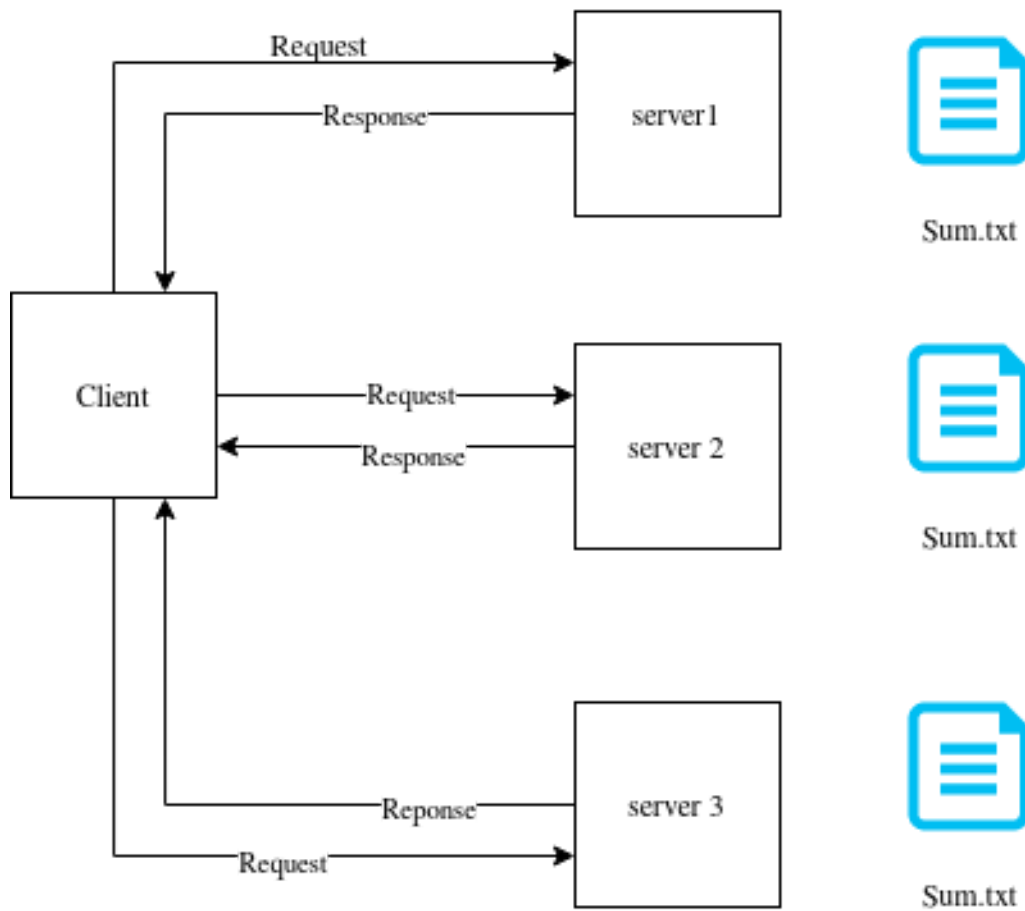 Request
Response
server1
Sum.txt
Client
Request
Response
server 2
Sum.txt
Reponse
Request
server 3
Sum.txt